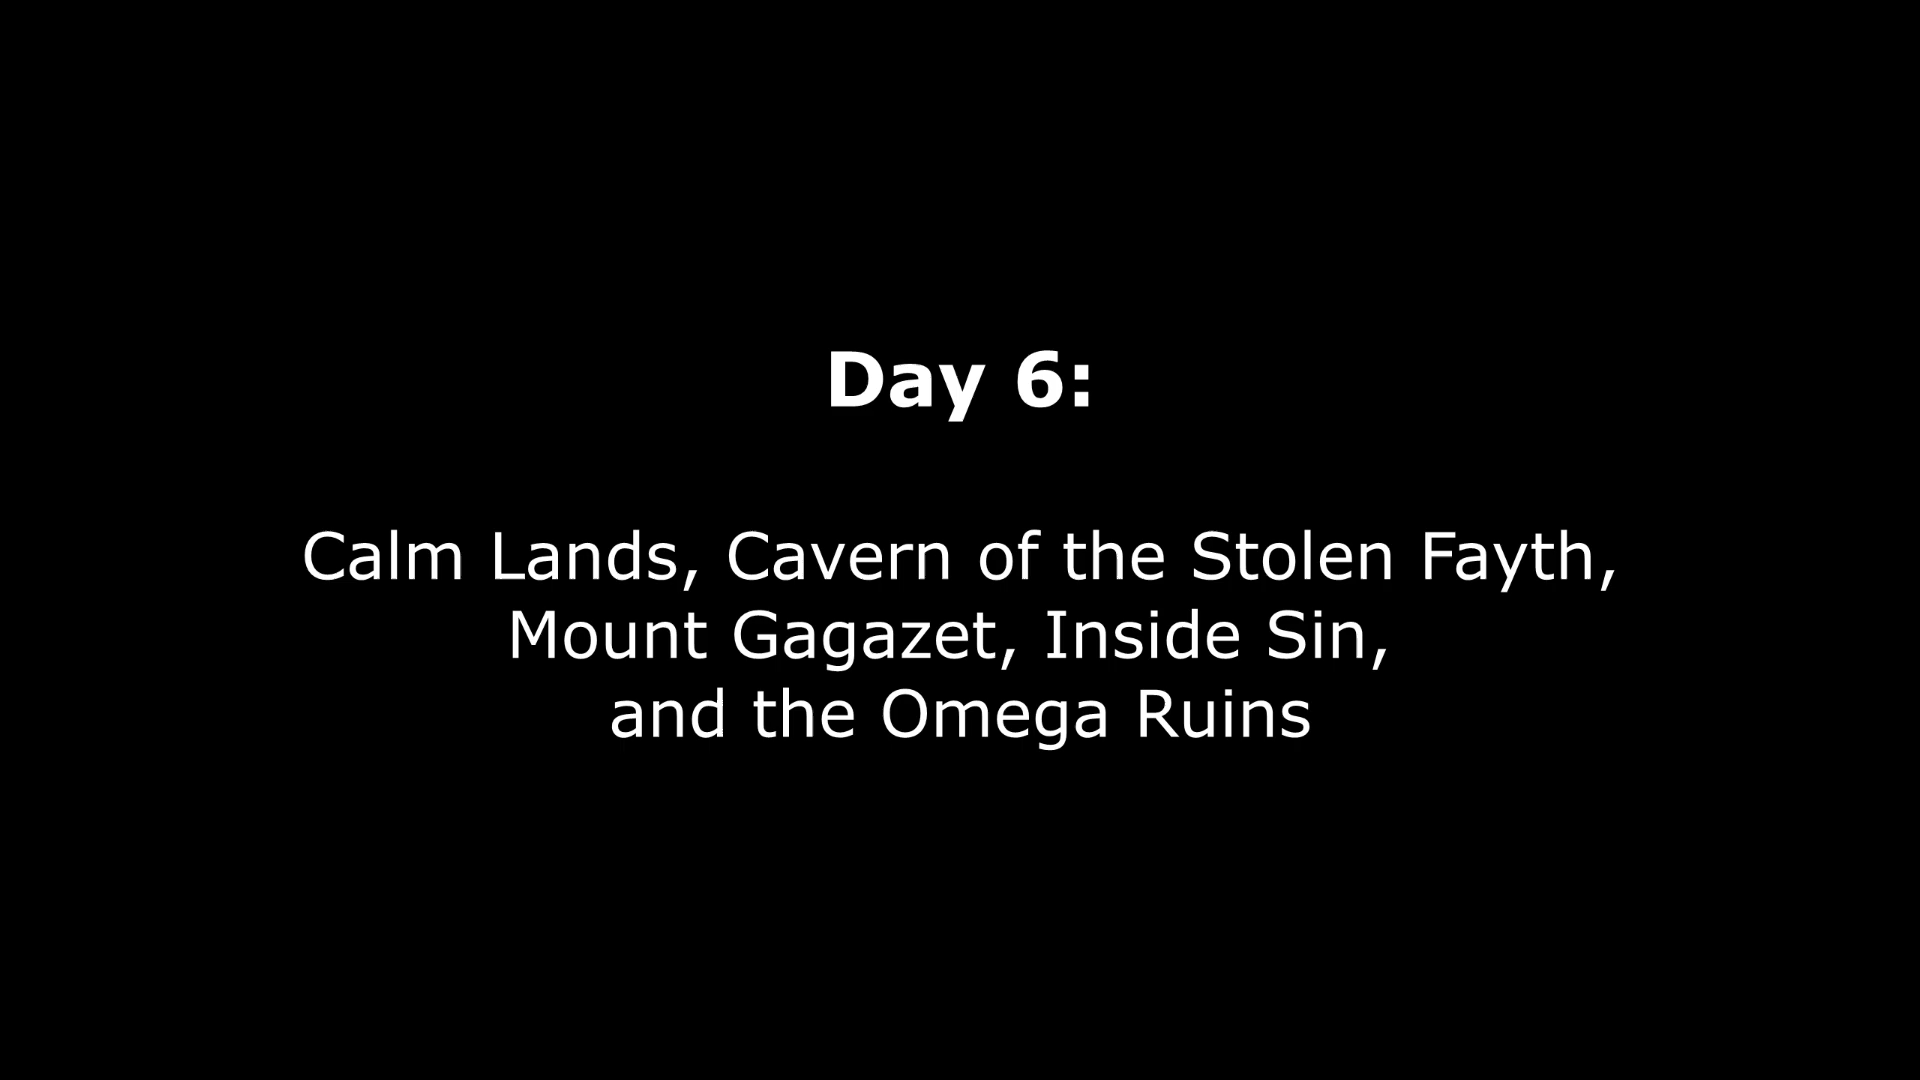 Day 6:
Calm Lands, Cavern of the Stolen Fayth,
Mount Gagazet, Inside Sin,
and the Omega Ruins